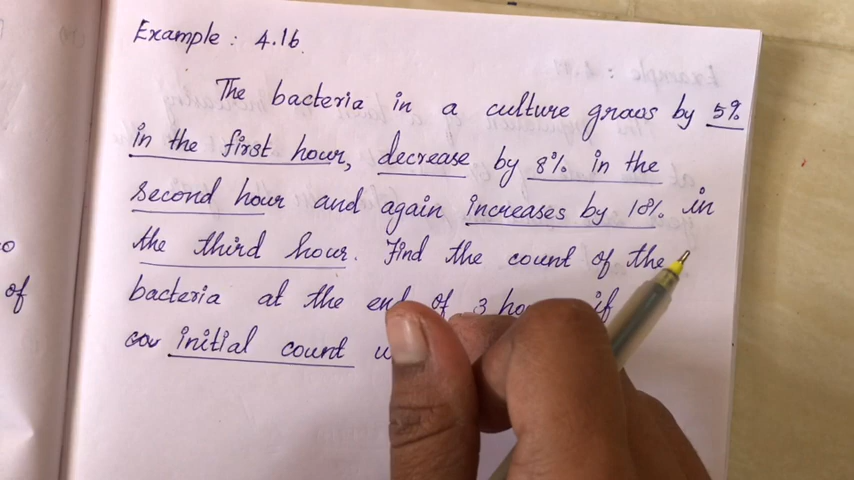 Example : 4.16
The bacteria in a culture grows by 5%
in the first hour, decrease by 8% in the
second hour and again increases by 10% in
the third hour. Find the count of the
bacteria at the end of 3 if
initial count
of